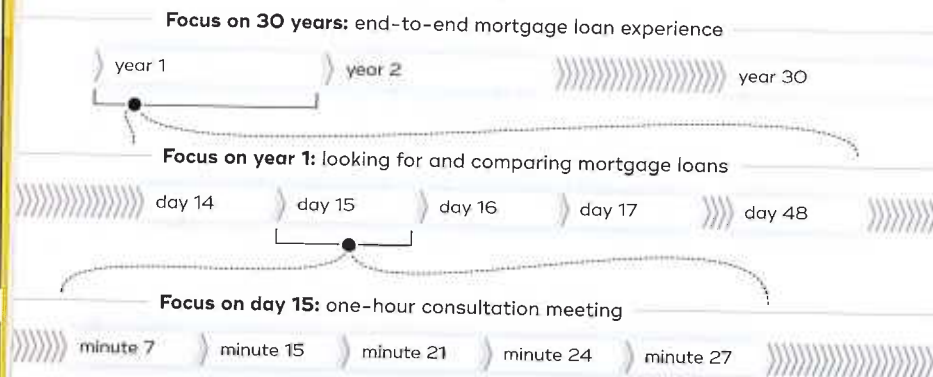 Focus on 30 years: end-to-end mortgage loan experience
year 1 year 2 year 30
Focus on year 1: looking for and comparing mortgage loans
day 14 day 15 day 16 day 17 day 48
Focus on day 15: one-hour consultation meeting
minute 7 minute 15 minute 21 minute 24 minute 27